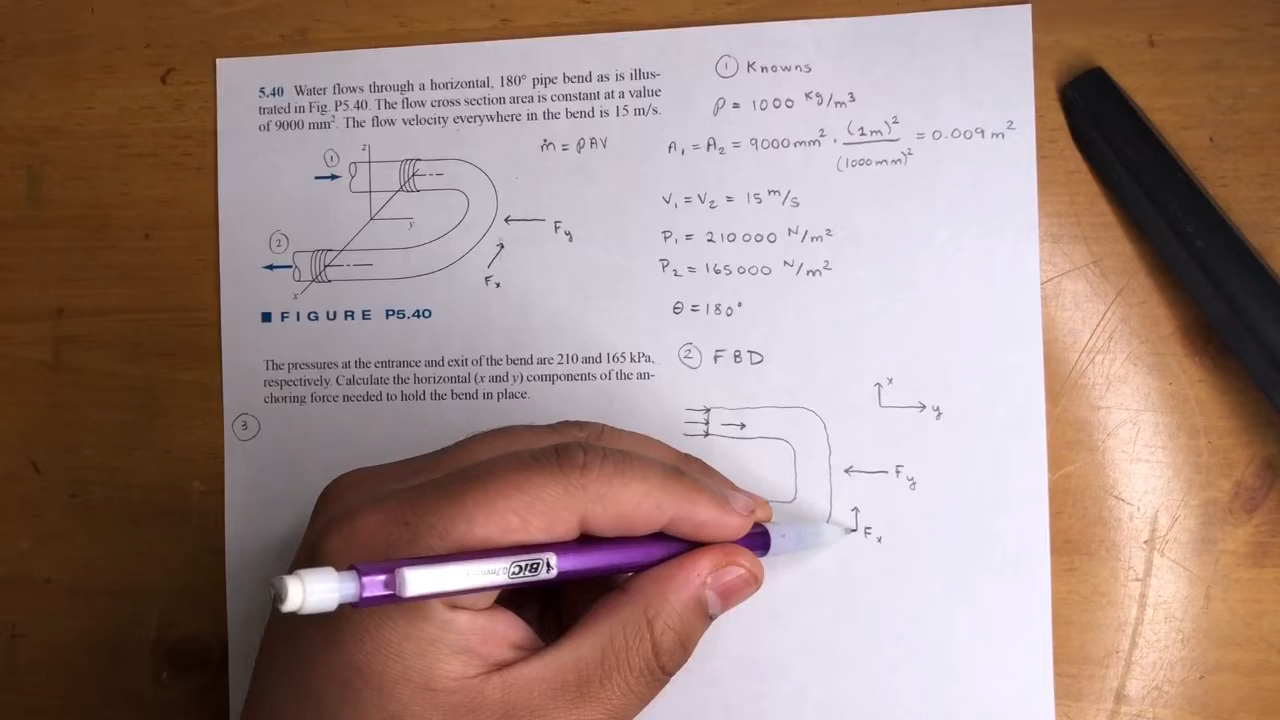 5.40 Water flows through a horizontal, 180° pipe bend as is illus-
trated in Fig. P5.40. The flow cross section area is constant at a value
of 9000 mm². The flow velocity everywhere in the bend is 15 m/s.
ṁ = ρAV
1
z
y
2
x
Fy
Fx
■ FIGURE P5.40
The pressures at the entrance and exit of the bend are 210 and 165 kPa,
respectively. Calculate the horizontal (x and y) components of the an-
choring force needed to hold the bend in place.
3
1 Knowns
ρ = 1000 kg/m³
A₁ = A₂ = 9000mm² · (1m)²/(1000mm)² = 0.009 m²
V₁ = V₂ = 15 m/s
P₁ = 210000 N/m²
P₂ = 165000 N/m²
θ = 180°
2 FBD
x
y
Fy
Fx
BiC
0.7mm